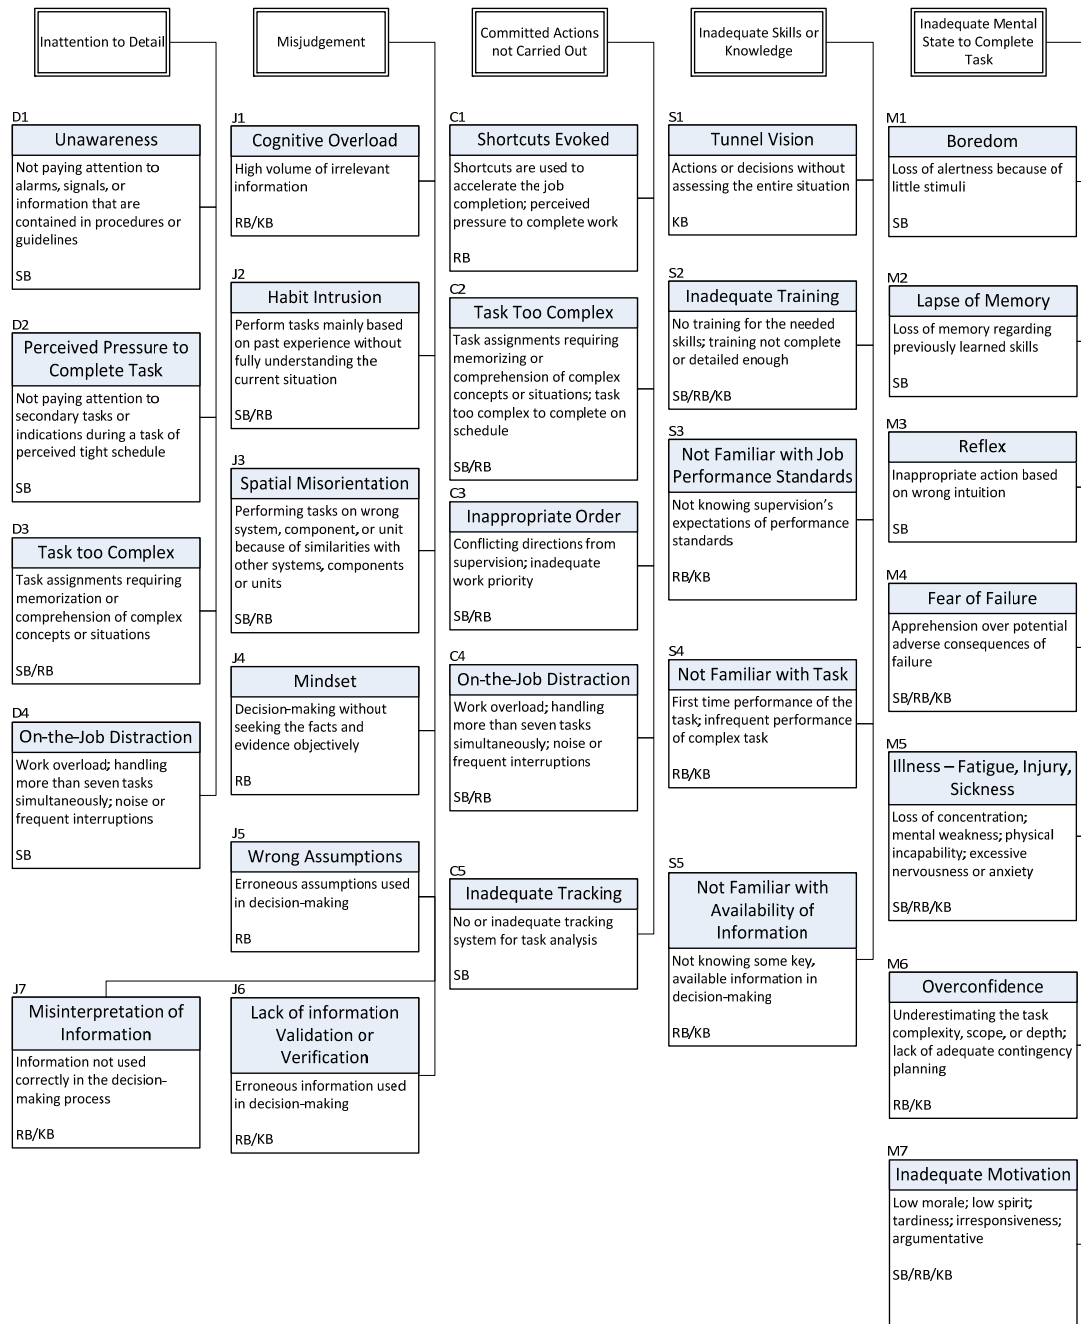 Inattention to Detail
Misjudgement
Committed Actions
not Carried Out
Inadequate Skills or
Knowledge
Inadequate Mental
State to Complete
Task
D1
Unawareness
Not paying attention to
alarms, signals, or
information that are
contained in procedures or
guidelines
SB
D2
Perceived Pressure to
Complete Task
Not paying attention to
secondary tasks or
indications during a task of
perceived tight schedule
SB
D3
Task too Complex
Task assignments requiring
memorization or
comprehension of complex
concepts or situations
SB/RB
D4
On-the-Job Distraction
Work overload; handling
more than seven tasks
simultaneously; noise or
frequent interruptions
SB
J1
Cognitive Overload
High volume of irrelevant
information
RB/KB
J2
Habit Intrusion
Perform tasks mainly based
on past experience without
fully understanding the
current situation
SB/RB
J3
Spatial Misorientation
Performing tasks on wrong
system, component, or unit
because of similarities with
other systems, components
or units
SB/RB
J4
Mindset
Decision-making without
seeking the facts and
evidence objectively
RB
J5
Wrong Assumptions
Erroneous assumptions used
in decision-making
RB
J6
Lack of information
Validation or
Verification
Erroneous information used
in decision-making
RB/KB
J7
Misinterpretation of
Information
Information not used
correctly in the decision-
making process
RB/KB
C1
Shortcuts Evoked
Shortcuts are used to
accelerate the job
completion; perceived
pressure to complete work
RB
C2
Task Too Complex
Task assignments requiring
memorizing or
comprehension of complex
concepts or situations; task
too complex to complete on
schedule
SB/RB
C3
Inappropriate Order
Conflicting directions from
supervision; inadequate
work priority
SB/RB
C4
On-the-Job Distraction
Work overload; handling
more than seven tasks
simultaneously; noise or
frequent interruptions
SB/RB
C5
Inadequate Tracking
No or inadequate tracking
system for task analysis
SB
S1
Tunnel Vision
Actions or decisions without
assessing the entire situation
KB
S2
Inadequate Training
No training for the needed
skills; training not complete
or detailed enough
SB/RB/KB
S3
Not Familiar with Job
Performance Standards
Not knowing supervision’s
expectations of performance
standards
RB/KB
S4
Not Familiar with Task
First time performance of the
task; infrequent performance
of complex task
RB/KB
S5
Not Familiar with
Availability of
Information
Not knowing some key,
available information in
decision-making
RB/KB
M1
Boredom
Loss of alertness because of
little stimuli
SB
M2
Lapse of Memory
Loss of memory regarding
previously learned skills
SB
M3
Reflex
Inappropriate action based
on wrong intuition
SB
M4
Fear of Failure
Apprehension over potential
adverse consequences of
failure
SB/RB/KB
M5
Illness – Fatigue, Injury,
Sickness
Loss of concentration;
mental weakness; physical
incapability; excessive
nervousness or anxiety
SB/RB/KB
M6
Overconfidence
Underestimating the task
complexity, scope, or depth;
lack of adequate contingency
planning
RB/KB
M7
Inadequate Motivation
Low morale; low spirit;
tardiness; irresponsiveness;
argumentative
SB/RB/KB